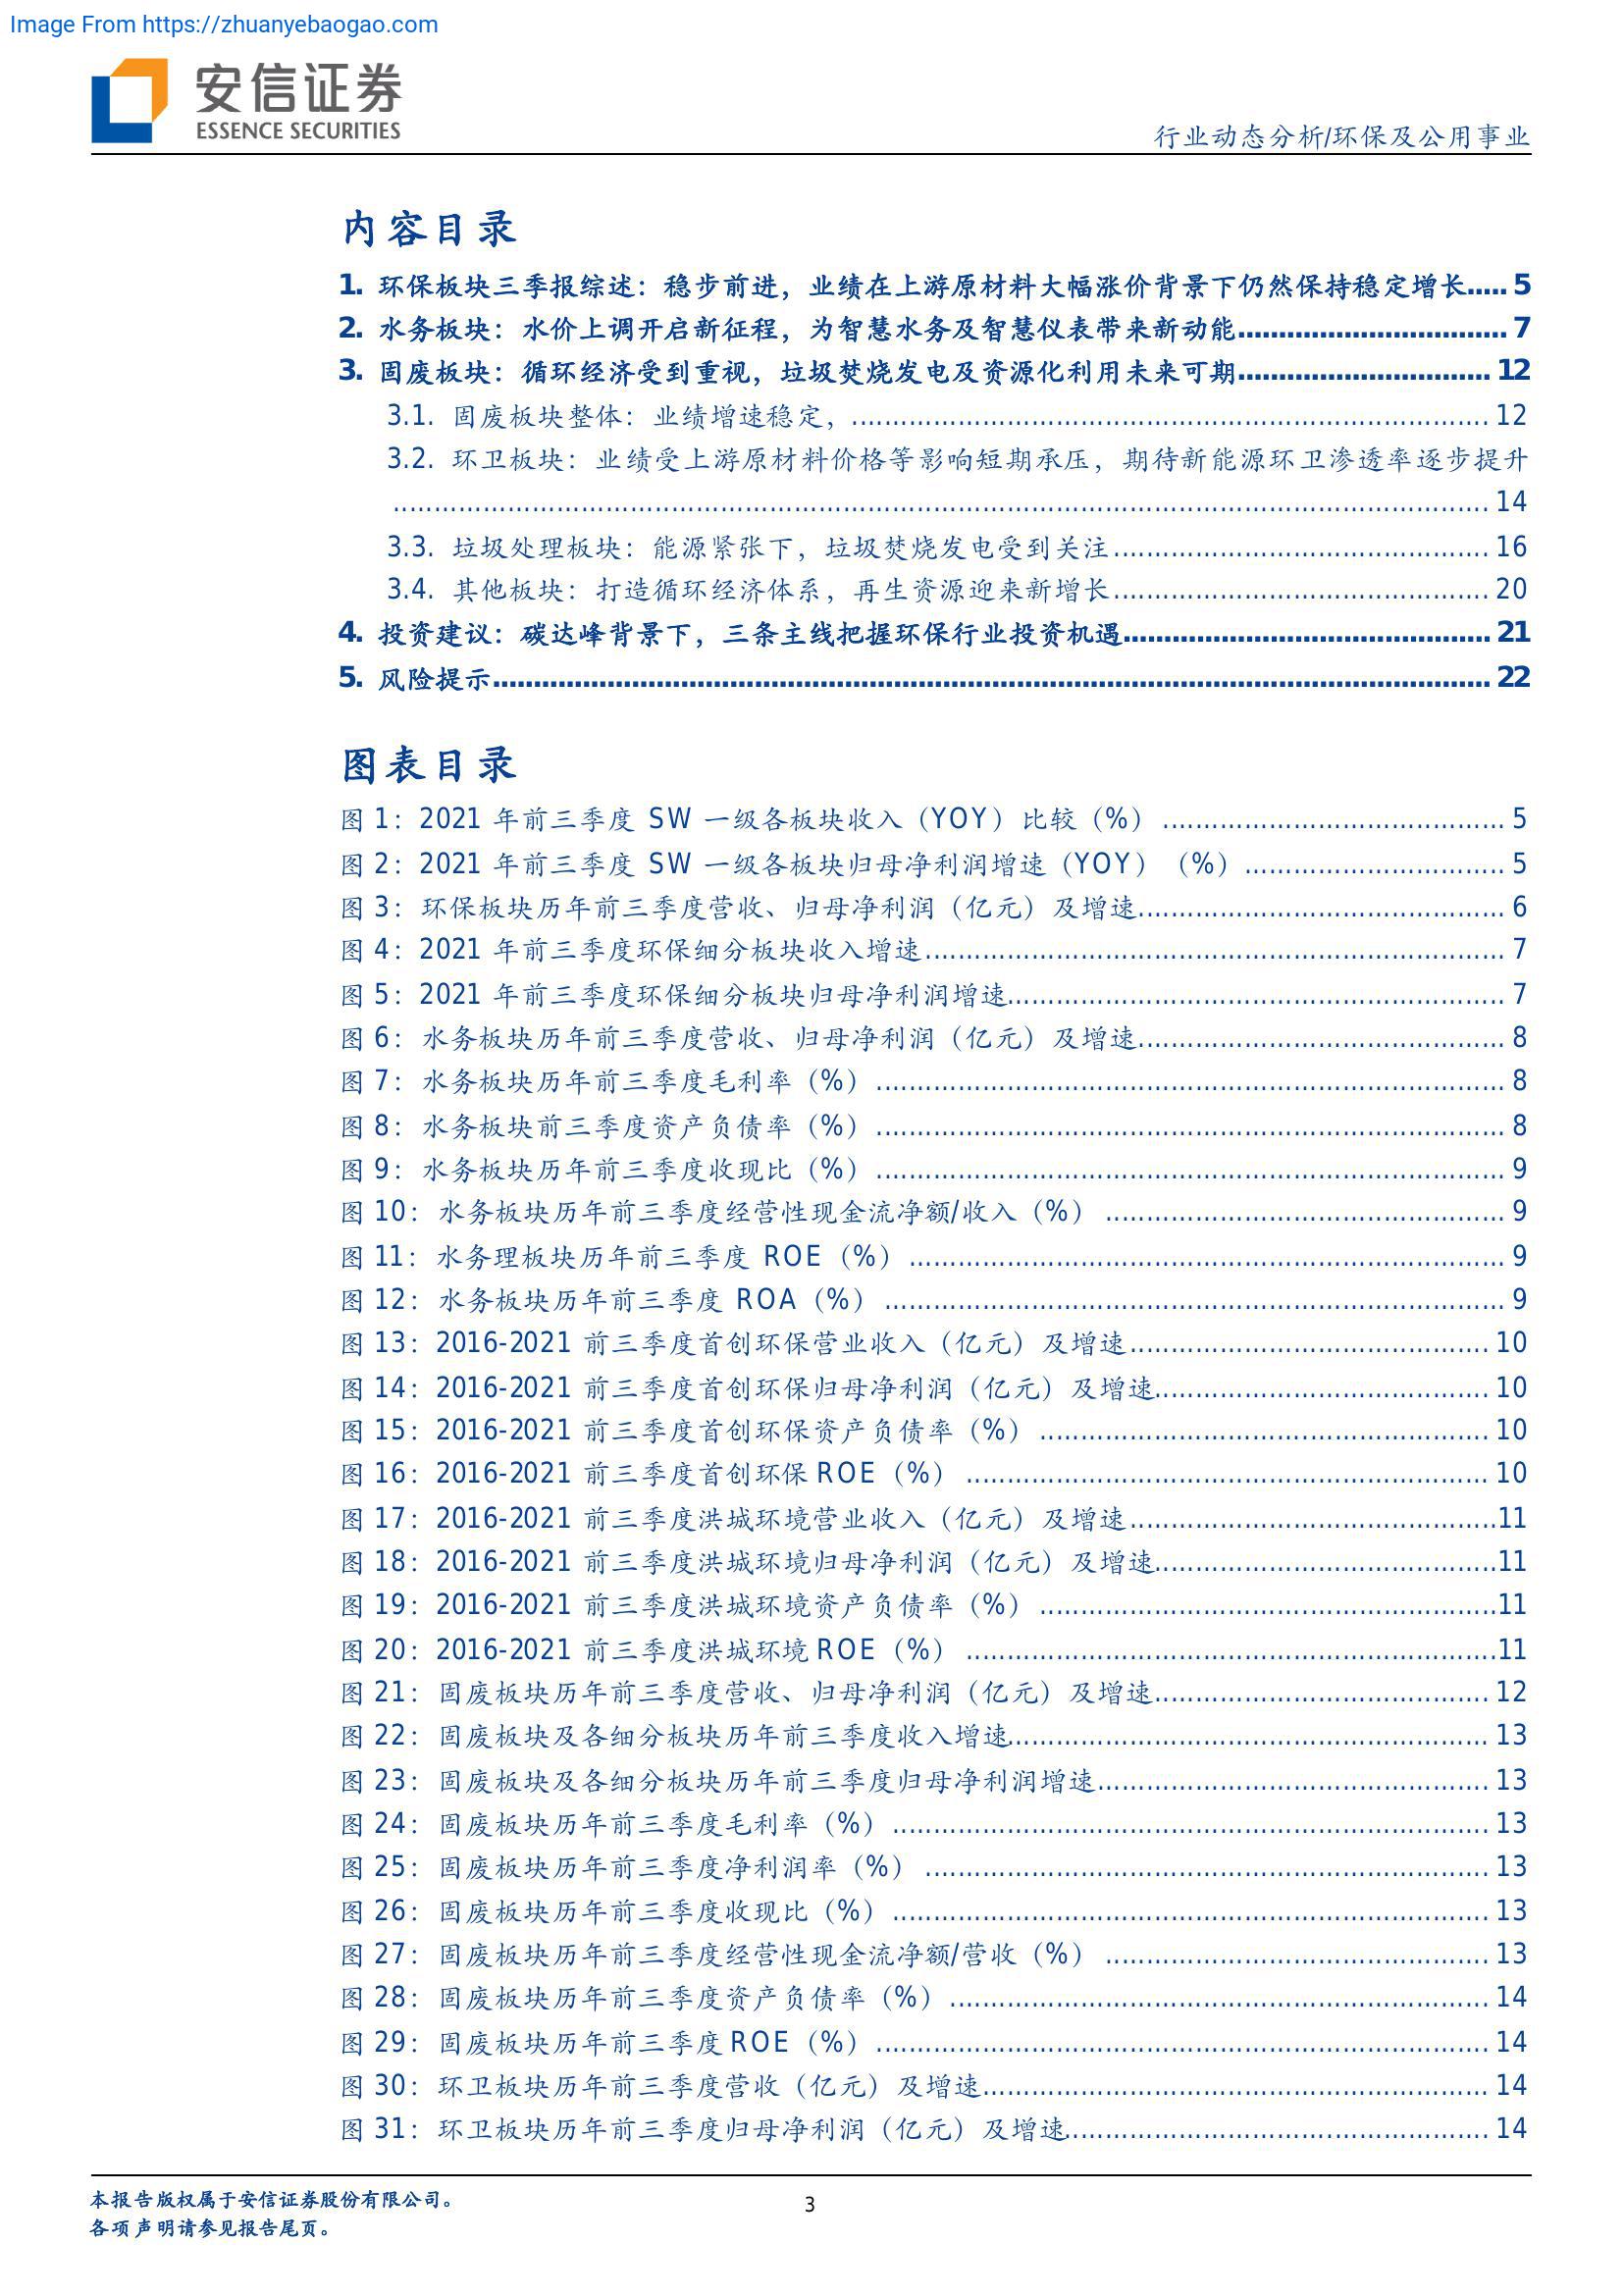 Image From https://zhuanyebaogao.com
安信证券
ESSENCE SECURITIES
行业动态分析/环保及公用事业
内容目录
1. 环保板块三季报综述：稳步前进，业绩在上游原材料大幅涨价背景下仍然保持稳定增长..... 5
2. 水务板块：水价上调开启新征程，为智慧水务及智慧仪表带来新动能................................. 7
3. 固废板块：循环经济受到重视，垃圾焚烧发电及资源化利用未来可期............................... 12
3.1. 固废板块整体：业绩增速稳定，.............................................................................. 12
3.2. 环卫板块：业绩受上游原材料价格等影响短期承压，期待新能源环卫渗透率逐步提升
...................................................................................................................................... 14
3.3. 垃圾处理板块：能源紧张下，垃圾焚烧发电受到关注.............................................. 16
3.4. 其他板块：打造循环经济体系，再生资源迎来新增长.............................................. 20
4. 投资建议：碳达峰背景下，三条主线把握环保行业投资机遇............................................. 21
5. 风险提示.......................................................................................................................... 22
图表目录
图 1：2021 年前三季度 SW 一级各板块收入（YOY）比较（%） .......................................... 5
图 2：2021 年前三季度 SW 一级各板块归母净利润增速（YOY）（%）................................ 5
图 3：环保板块历年前三季度营收、归母净利润（亿元）及增速............................................. 6
图 4：2021 年前三季度环保细分板块收入增速....................................................................... 7
图 5：2021 年前三季度环保细分板块归母净利润增速............................................................. 7
图 6：水务板块历年前三季度营收、归母净利润（亿元）及增速............................................. 8
图 7：水务板块历年前三季度毛利率（%）............................................................................. 8
图 8：水务板块前三季度资产负债率（%）............................................................................. 8
图 9：水务板块历年前三季度收现比（%）............................................................................. 9
图 10：水务板块历年前三季度经营性现金流净额/收入（%） ................................................. 9
图 11：水务理板块历年前三季度 ROE（%）......................................................................... 9
图 12：水务板块历年前三季度 ROA（%）............................................................................ 9
图 13：2016-2021 前三季度首创环保营业收入（亿元）及增速............................................ 10
图 14：2016-2021 前三季度首创环保归母净利润（亿元）及增速......................................... 10
图 15：2016-2021 前三季度首创环保资产负债率（%） ....................................................... 10
图 16：2016-2021 前三季度首创环保 ROE（%） ................................................................ 10
图 17：2016-2021 前三季度洪城环境营业收入（亿元）及增速.............................................11
图 18：2016-2021 前三季度洪城环境归母净利润（亿元）及增速..........................................11
图 19：2016-2021 前三季度洪城环境资产负债率（%） ........................................................11
图 20：2016-2021 前三季度洪城环境 ROE（%） .................................................................11
图 21：固废板块历年前三季度营收、归母净利润（亿元）及增速......................................... 12
图 22：固废板块及各细分板块历年前三季度收入增速........................................................... 13
图 23：固废板块及各细分板块历年前三季度归母净利润增速................................................ 13
图 24：固废板块历年前三季度毛利率（%）......................................................................... 13
图 25：固废板块历年前三季度净利润率（%） ..................................................................... 13
图 26：固废板块历年前三季度收现比（%）......................................................................... 13
图 27：固废板块历年前三季度经营性现金流净额/营收（%） ............................................... 13
图 28：固废板块历年前三季度资产负债率（%）.................................................................. 14
图 29：固废板块历年前三季度 ROE（%）........................................................................... 14
图 30：环卫板块历年前三季度营收（亿元）及增速.............................................................. 14
图 31：环卫板块历年前三季度归母净利润（亿元）及增速.................................................... 14
本报告版权属于安信证券股份有限公司。
3
各项声明请参见报告尾页。